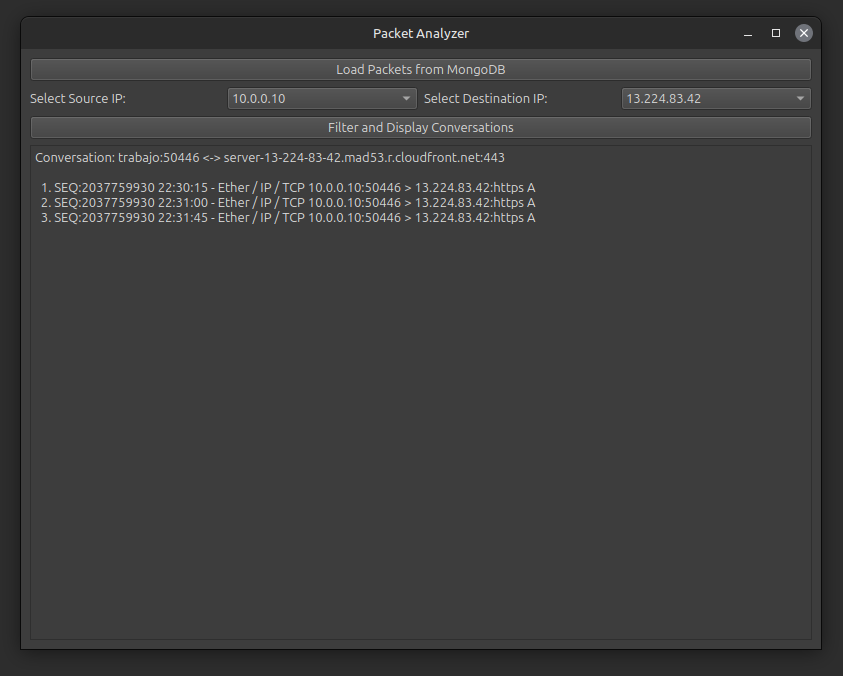 Packet Analyzer
Load Packets from MongoDB
Select Source IP: 10.0.0.10 Select Destination IP: 13.224.83.42
Filter and Display Conversations
Conversation: trabajo:50446 <-> server-13-224-83-42.mad53.r.cloudfront.net:443
1. SEQ:2037759930 22:30:15 - Ether / IP / TCP 10.0.0.10:50446 > 13.224.83.42:https A
2. SEQ:2037759930 22:31:00 - Ether / IP / TCP 10.0.0.10:50446 > 13.224.83.42:https A
3. SEQ:2037759930 22:31:45 - Ether / IP / TCP 10.0.0.10:50446 > 13.224.83.42:https A